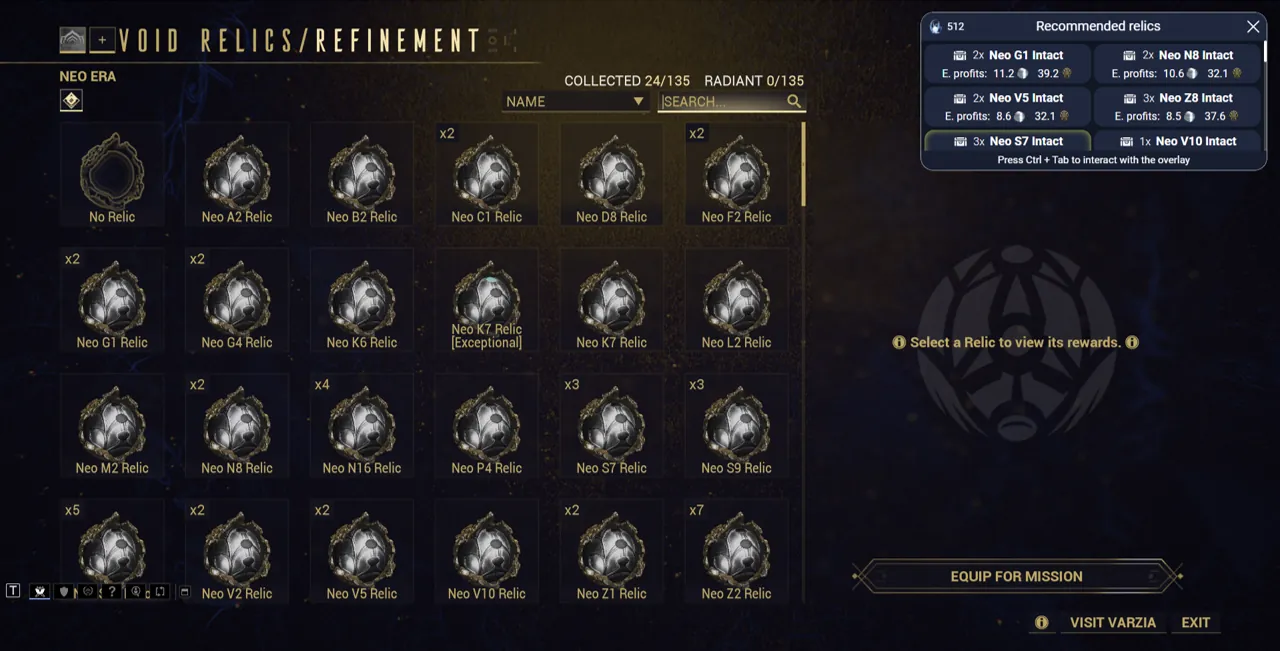 VOID RELICS/REFINEMENT
NEO ERA
COLLECTED 24/135 RADIANT 0/135
NAME
SEARCH...
No Relic
Neo A2 Relic
Neo B2 Relic
x2
Neo C1 Relic
Neo D8 Relic
x2
Neo F2 Relic
x2
Neo G1 Relic
x2
Neo G4 Relic
Neo K6 Relic
Neo K7 Relic
[Exceptional]
Neo K7 Relic
Neo L2 Relic
Neo M2 Relic
x2
Neo N8 Relic
x4
Neo N16 Relic
Neo P4 Relic
x3
Neo S7 Relic
x3
Neo S9 Relic
x5
x2
Neo V2 Relic
x2
Neo V5 Relic
Neo V10 Relic
x2
Neo Z1 Relic
x7
Neo Z2 Relic
T
?
512
Recommended relics
2x Neo G1 Intact
E. profits: 11.2 39.2
2x Neo N8 Intact
E. profits: 10.6 32.1
2x Neo V5 Intact
E. profits: 8.6 32.1
3x Neo Z8 Intact
E. profits: 8.5 37.6
3x Neo S7 Intact
1x Neo V10 Intact
Press Ctrl + Tab to interact with the overlay
Select a Relic to view its rewards.
EQUIP FOR MISSION
VISIT VARZIA
EXIT